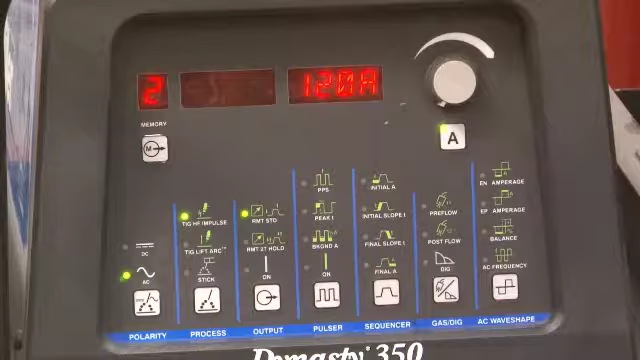 2
120A
MEMORY
M
A
PPS
INITIAL A
EN AMPERAGE
TIG HF IMPULSE
RMT STD
PEAK t
INITIAL SLOPE t
PREFLOW
EP AMPERAGE
TIG LIFT ARC™
RMT 2T HOLD
BKGND A
FINAL SLOPE t
POST FLOW
BALANCE
DC
AC
STICK
ON
ON
FINAL A
DIG
AC FREQUENCY
POLARITY
PROCESS
OUTPUT
PULSER
SEQUENCER
GAS/DIG
AC WAVESHAPE
Dynasty 350